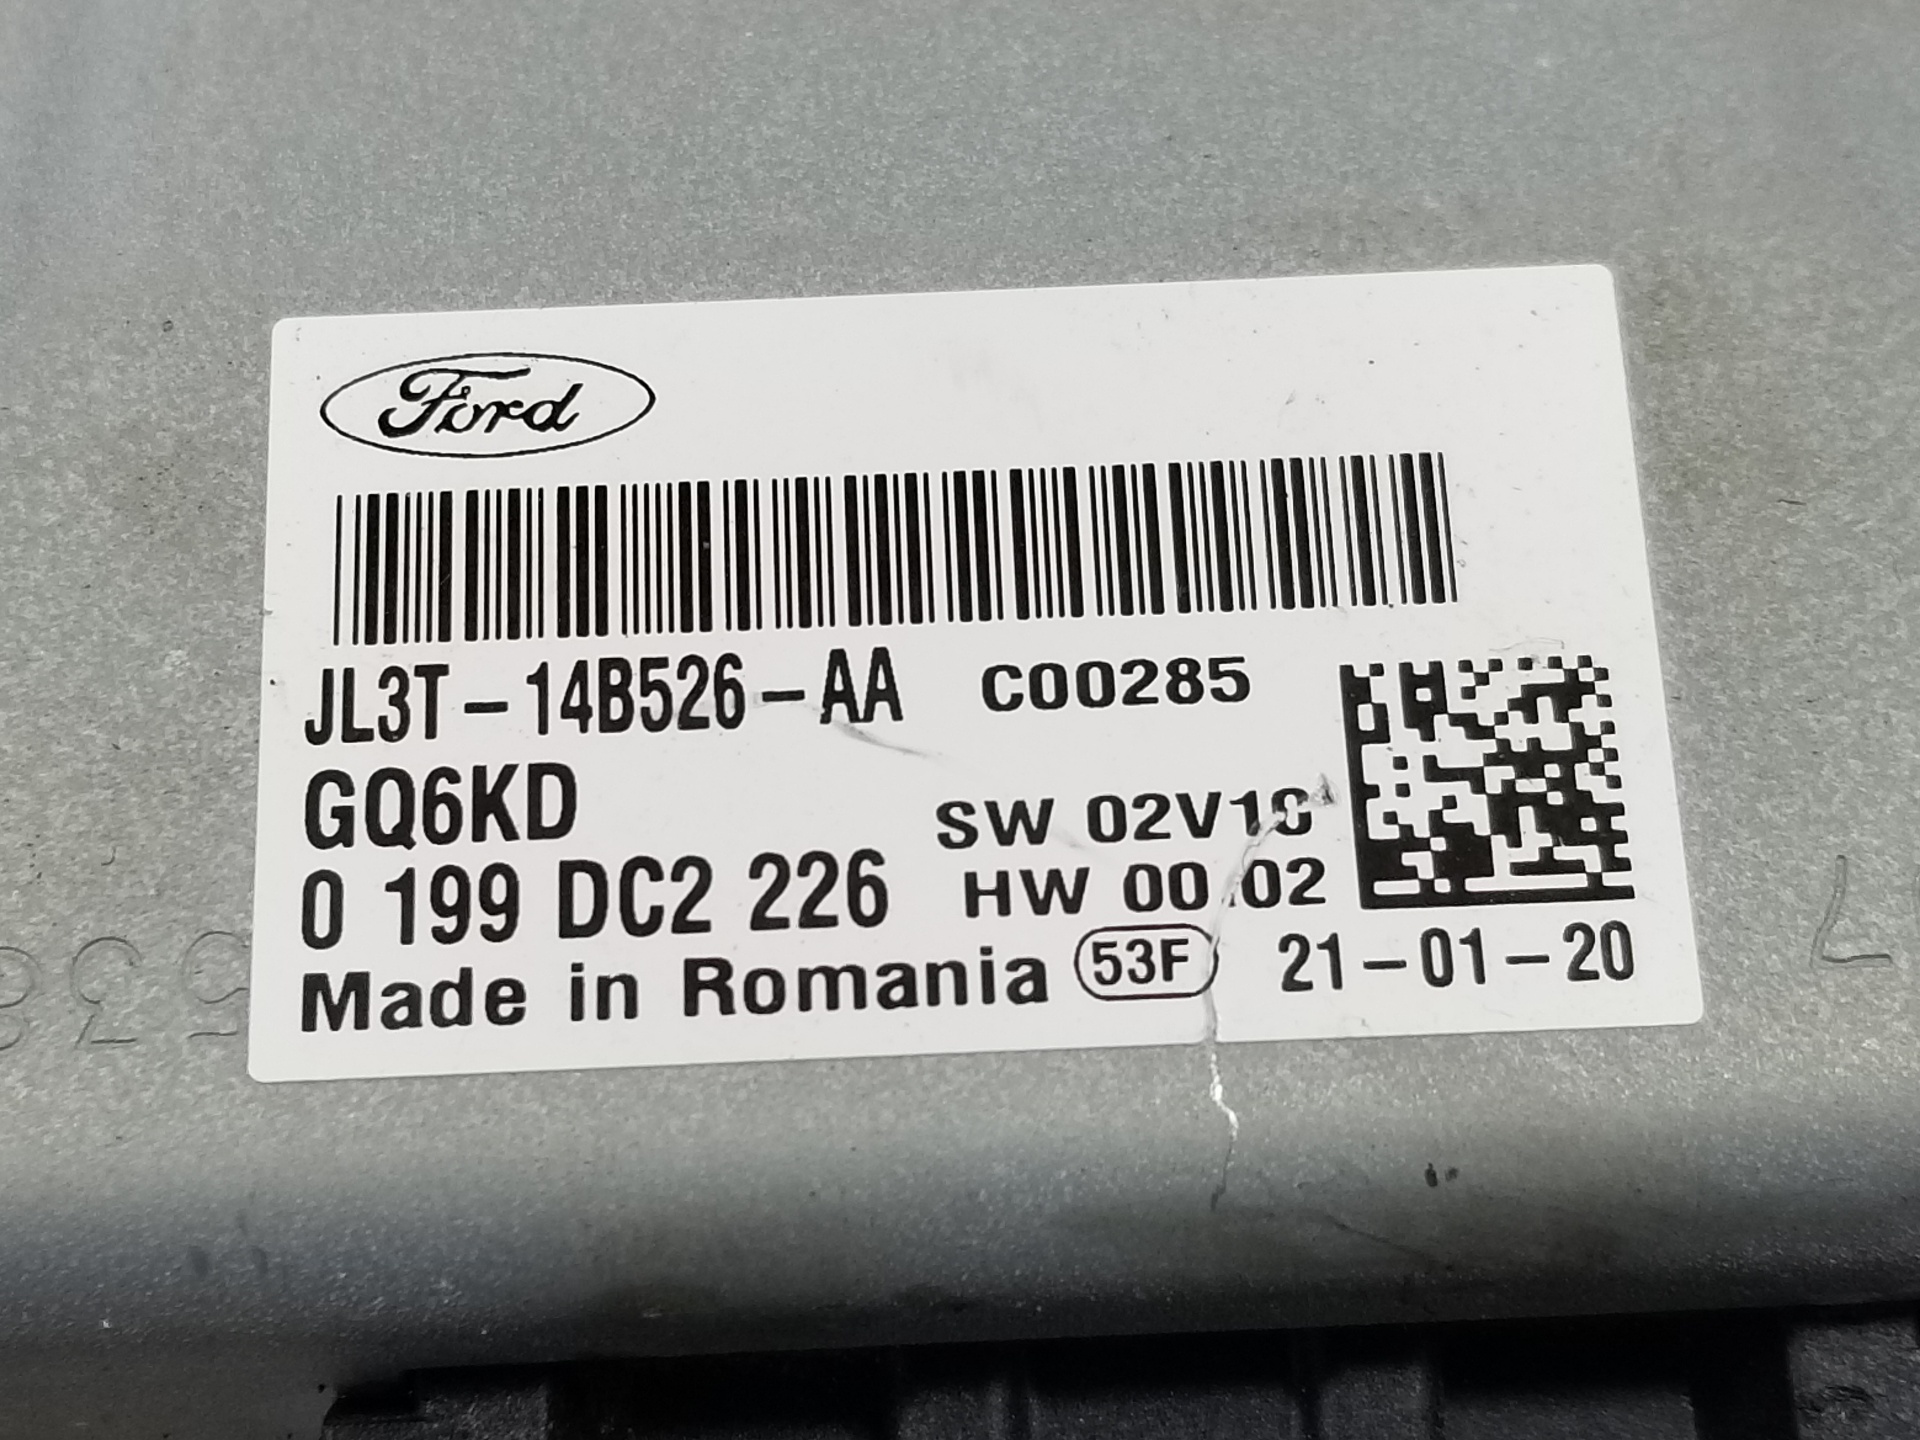 Ford
JL3T-14B526-AA C00285
GQ6KD
SW
0 199 DC2 226 HW 00.02
Made in Romania 53F 21-01-20